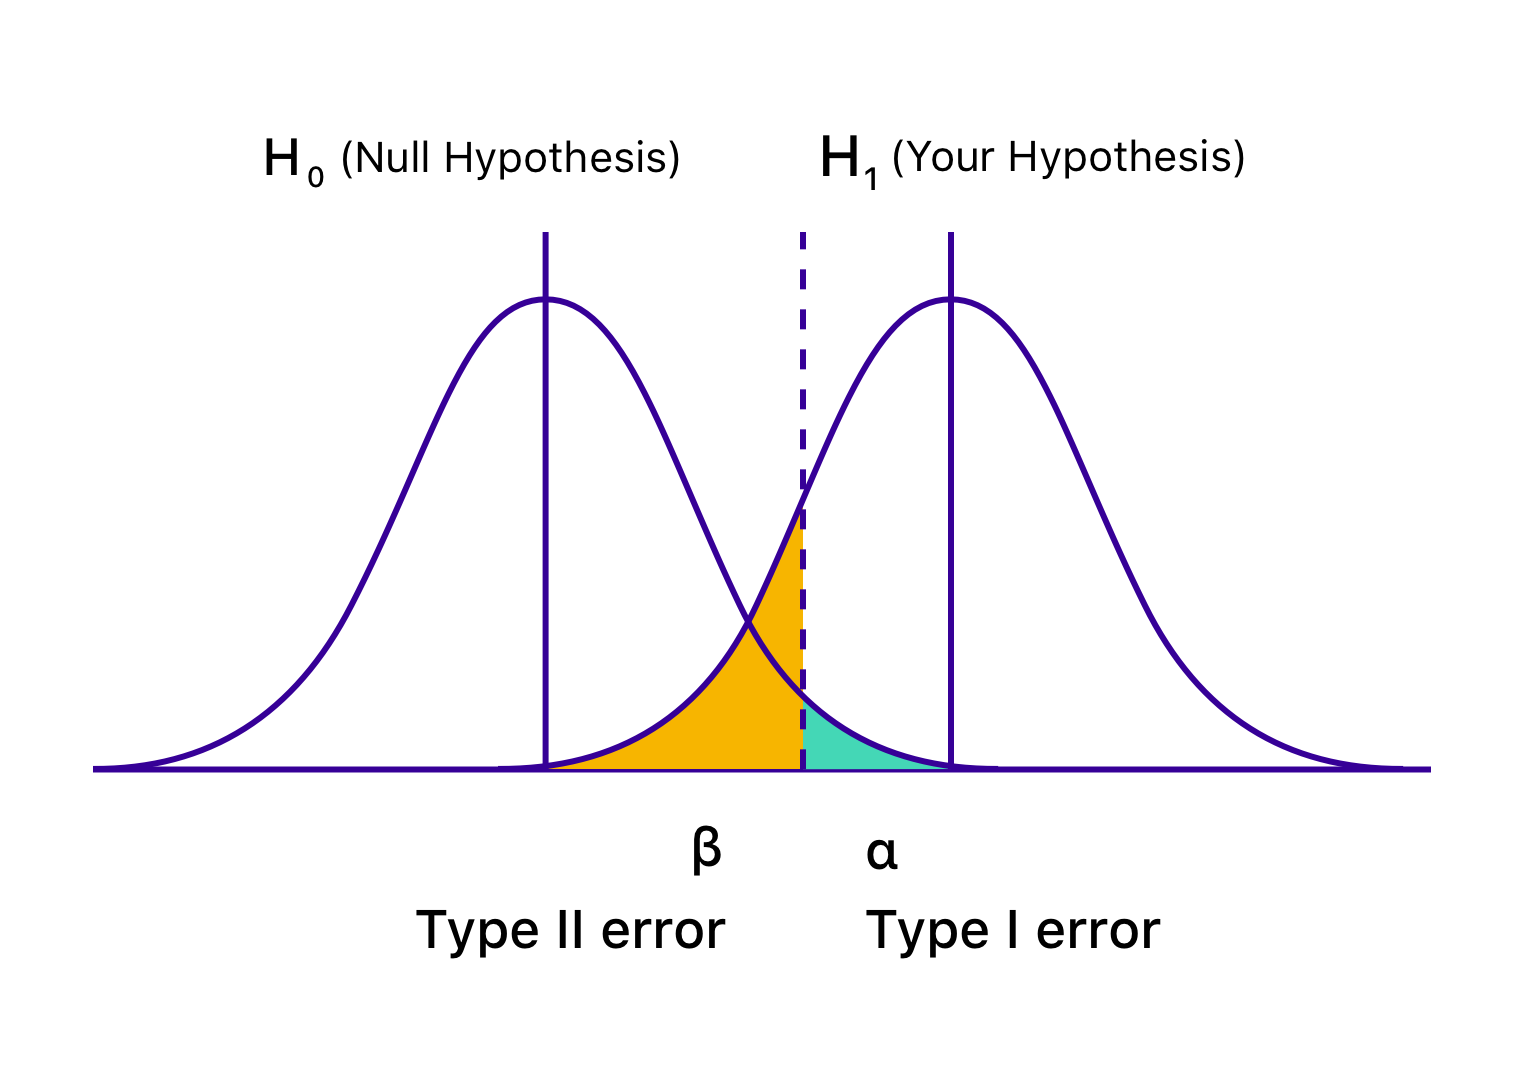 H₀ (Null Hypothesis)
H₁ (Your Hypothesis)
β
α
Type II error
Type I error